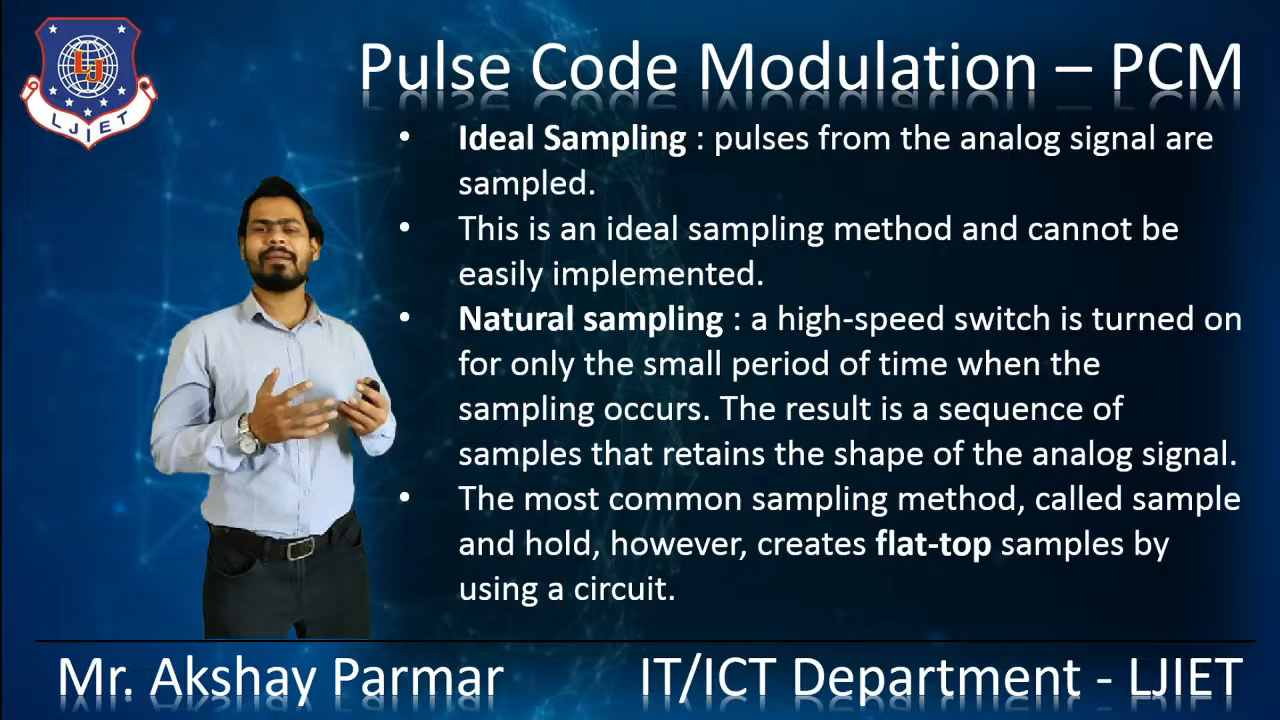 LJ
LJIET
Pulse Code Modulation – PCM
• Ideal Sampling : pulses from the analog signal are
sampled.
• This is an ideal sampling method and cannot be
easily implemented.
• Natural sampling : a high-speed switch is turned on
for only the small period of time when the
sampling occurs. The result is a sequence of
samples that retains the shape of the analog signal.
• The most common sampling method, called sample
and hold, however, creates flat-top samples by
using a circuit.
Mr. Akshay Parmar
IT/ICT Department - LJIET